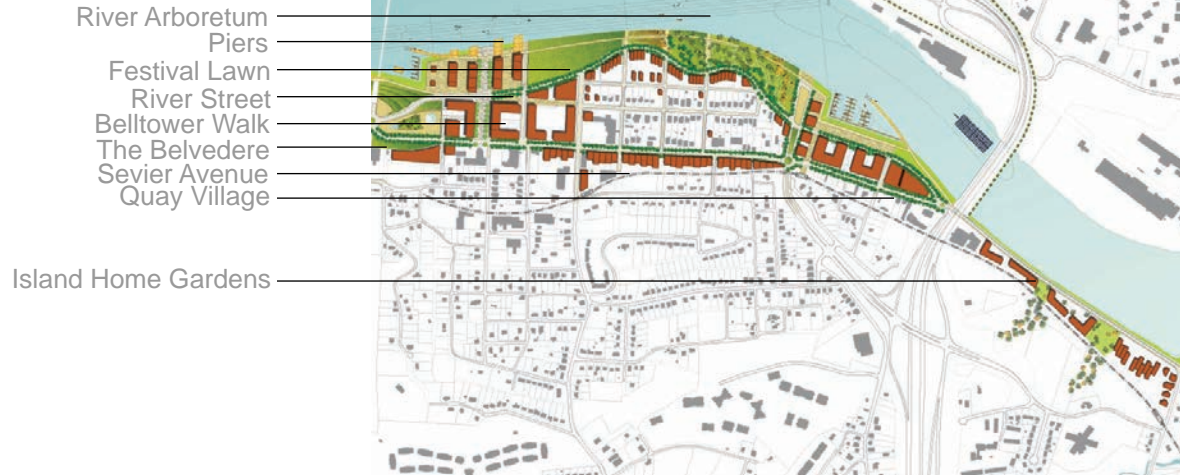 River Arboretum
Piers
Festival Lawn
River Street
Belltower Walk
The Belvedere
Sevier Avenue
Quay Village
Island Home Gardens